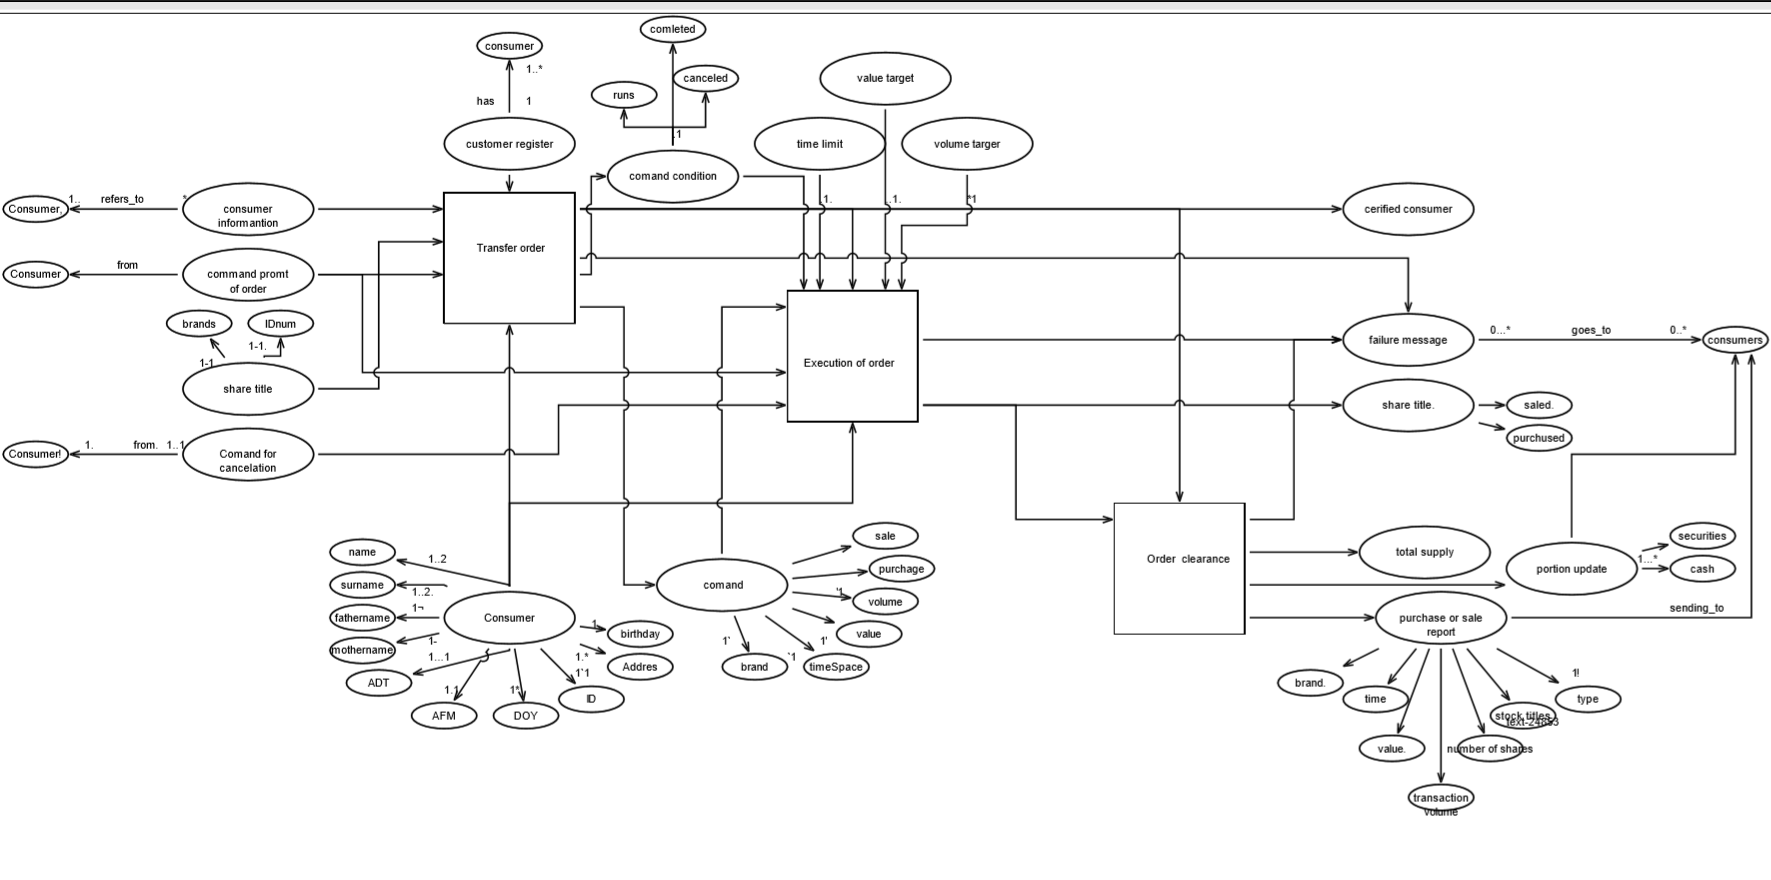 comleted
consumer
1..*
canceled
value target
runs
has 1
.1
customer register
time limit
volume targer
comand condition
Consumer,
1..
refers_to
*
consumer
informantion
.1.
.1.
*1
cerified consumer
Transfer order
Consumer
from
command promt
of order
brands
IDnum
1-1.
1-1
share title
Execution of order
failure message
0...*
goes_to
0..*
consumers
share title.
saled.
purchused
Consumer!
1.
from.
1..1
Comand for
cancelation
name
1..2
surname
1..2.
fathername
1¬
mothername
1-
ADT
1...1
Consumer
1.1
AFM
1*
DOY
1`1
ID
1
birthday
1.*
Addres
comand
sale
purchage
'1
volume
value
1`
brand
1'
`1
timeSpace
Order clearance
total supply
portion update
1...*
securities
cash
purchase or sale
report
sending_to
brand.
time
1!
type
stock titles
text-24853
value.
number of shares
transaction
volume